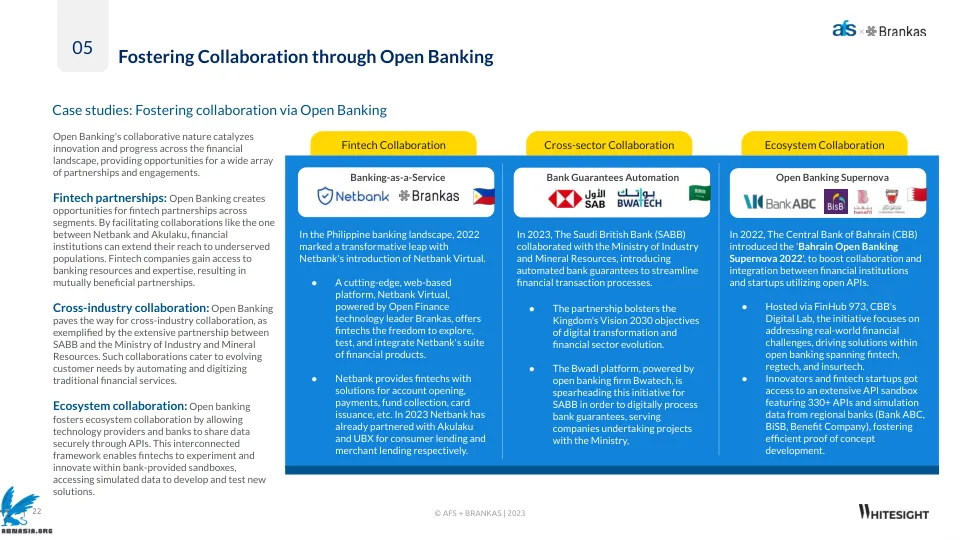 05
afs × Brankas
Fostering Collaboration through Open Banking
Case studies: Fostering collaboration via Open Banking
Open Banking's collaborative nature catalyzes
innovation and progress across the financial
landscape, providing opportunities for a wide array
of partnerships and engagements.
Fintech partnerships: Open Banking creates
opportunities for fintech partnerships across
segments. By facilitating collaborations like the one
between Netbank and Akulaku, financial
institutions can extend their reach to underserved
populations. Fintech companies gain access to
banking resources and expertise, resulting in
mutually beneficial partnerships.
Cross-industry collaboration: Open Banking
paves the way for cross-industry collaboration, as
exemplified by the extensive partnership between
SABB and the Ministry of Industry and Mineral
Resources. Such collaborations cater to evolving
customer needs by automating and digitizing
traditional financial services.
Ecosystem collaboration: Open banking
fosters ecosystem collaboration by allowing
technology providers and banks to share data
securely through APIs. This interconnected
framework enables fintechs to experiment and
innovate within bank-provided sandboxes,
accessing simulated data to develop and test new
solutions.
Fintech Collaboration
Banking-as-a-Service
Netbank Brankas
In the Philippine banking landscape, 2022
marked a transformative leap with
Netbank's introduction of Netbank Virtual.
● A cutting-edge, web-based
platform, Netbank Virtual,
powered by Open Finance
technology leader Brankas, offers
fintechs the freedom to explore,
test, and integrate Netbank's suite
of financial products.
● Netbank provides fintechs with
solutions for account opening,
payments, fund collection, card
issuance, etc. In 2023 Netbank has
already partnered with Akulaku
and UBX for consumer lending and
merchant lending respectively.
Cross-sector Collaboration
Bank Guarantees Automation
الأول
SAB
بوابتك
BWATECH
In 2023, The Saudi British Bank (SABB)
collaborated with the Ministry of Industry
and Mineral Resources, introducing
automated bank guarantees to streamline
financial transaction processes.
● The partnership bolsters the
Kingdom's Vision 2030 objectives
of digital transformation and
financial sector evolution.
● The Bwadl platform, powered by
open banking firm Bwatech, is
spearheading this initiative for
SABB in order to digitally process
bank guarantees, serving
companies undertaking projects
with the Ministry.
Ecosystem Collaboration
Open Banking Supernova
Bank ABC
BisB
benefit
In 2022, The Central Bank of Bahrain (CBB)
introduced the 'Bahrain Open Banking
Supernova 2022', to boost collaboration and
integration between financial institutions
and startups utilizing open APIs.
● Hosted via FinHub 973, CBB's
Digital Lab, the initiative focuses on
addressing real-world financial
challenges, driving solutions within
open banking spanning fintech,
regtech, and insurtech.
● Innovators and fintech startups got
access to an extensive API sandbox
featuring 330+ APIs and simulation
data from regional banks (Bank ABC,
BiSB, Benefit Company), fostering
efficient proof of concept
development.
22
ABNASIA.ORG
© AFS + BRANKAS | 2023
WHITESIGHT